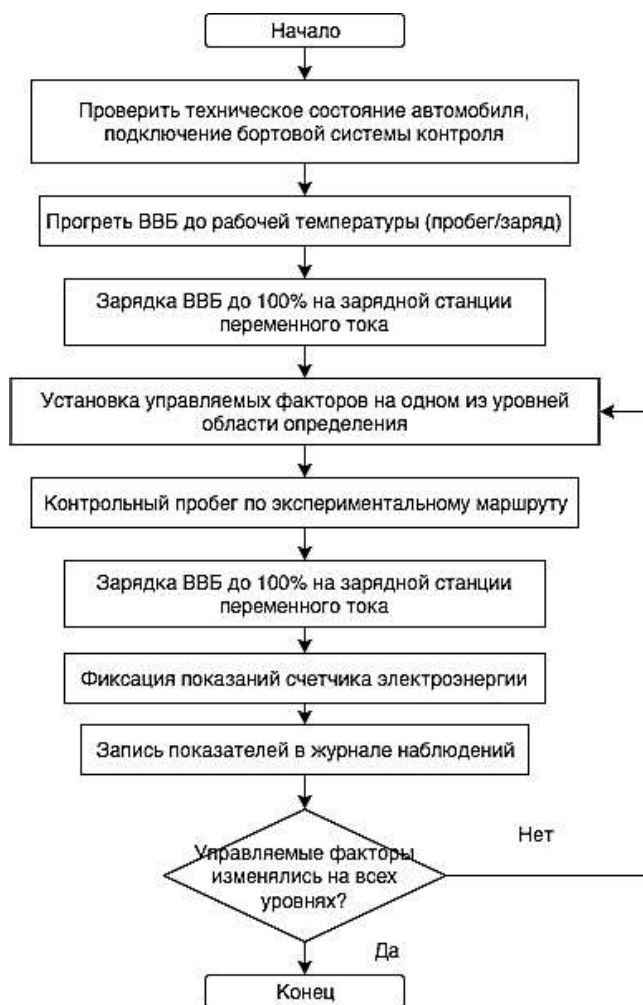 Начало
Проверить техническое состояние автомобиля,
подключение бортовой системы контроля
Прогреть ВВБ до рабочей температуры (пробег/заряд)
Зарядка ВВБ до 100% на зарядной станции
переменного тока
Установка управляемых факторов на одном из уровней
области определения
Контрольный пробег по экспериментальному маршруту
Зарядка ВВБ до 100% на зарядной станции
переменного тока
Фиксация показаний счетчика электроэнергии
Запись показателей в журнале наблюдений
Управляемые факторы
изменялись на всех
уровнях?
Нет
Да
Конец